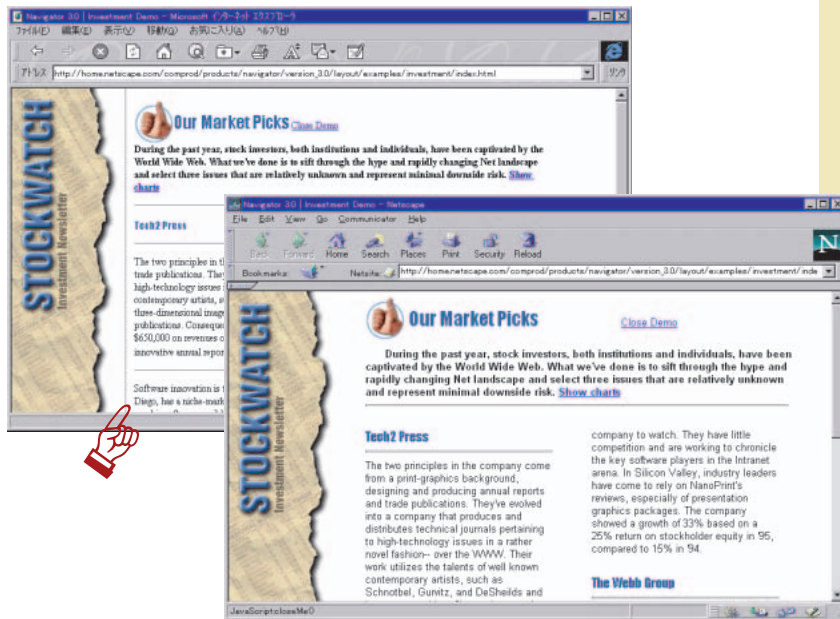 Navigator 3.0 | Investment Demo - Microsoft インターネット エクスプローラ
ファイル(F) 編集(E) 表示(V) 移動(G) お気に入り(A) ヘルプ(H)
アドレス http://home.netscape.com/comprod/products/navigator/version_3.0/layout/examples/investment/index.html リンク
STOCKWATCH
Investment Newsletter
Our Market Picks Close Demo
During the past year, stock investors, both institutions and individuals, have been captivated by the
World Wide Web. What we've done is to sift through the hype and rapidly changing Net landscape
and select three issues that are relatively unknown and represent minimal downside risk. Show
charts
Tech2 Press
The two principles in t
trade publications. They
high-technology issues
contemporary artists, s
three-dimensional image
publications. Consequ
$650,000 on revenues o
innovative annual repor
Software innovation is
Diego, has a niche-mark
Navigator 3.0 | Investment Demo - Netscape
File Edit View Go Communicator Help
Back Forward Home Search Places Print Security Reload
N
Bookmarks: Netsite: http://home.netscape.com/comprod/products/navigator/version_3.0/layout/examples/investment/inde
STOCKWATCH
Investment Newsletter
Our Market Picks Close Demo
During the past year, stock investors, both institutions and individuals, have been
captivated by the World Wide Web. What we've done is to sift through the hype and
rapidly changing Net landscape and select three issues that are relatively unknown
and represent minimal downside risk. Show charts
Tech2 Press
The two principles in the company come
from a print-graphics background,
designing and producing annual reports
and trade publications. They've evolved
into a company that produces and
distributes technical journals pertaining
to high-technology issues in a rather
novel fashion-- over the WWW. Their
work utilizes the talents of well known
contemporary artists, such as
Schnotbel, Gurvitz, and DeSheilds and
company to watch. They have little
competition and are working to chronicle
the key software players in the Intranet
arena. In Silicon Valley, industry leaders
have come to rely on NanoPrint's
reviews, especially of presentation
graphics packages. The company
showed a growth of 33% based on a
25% return on stockholder equity in '95,
compared to 15% in '94.
The Webb Group
JavaScript:closeMe()